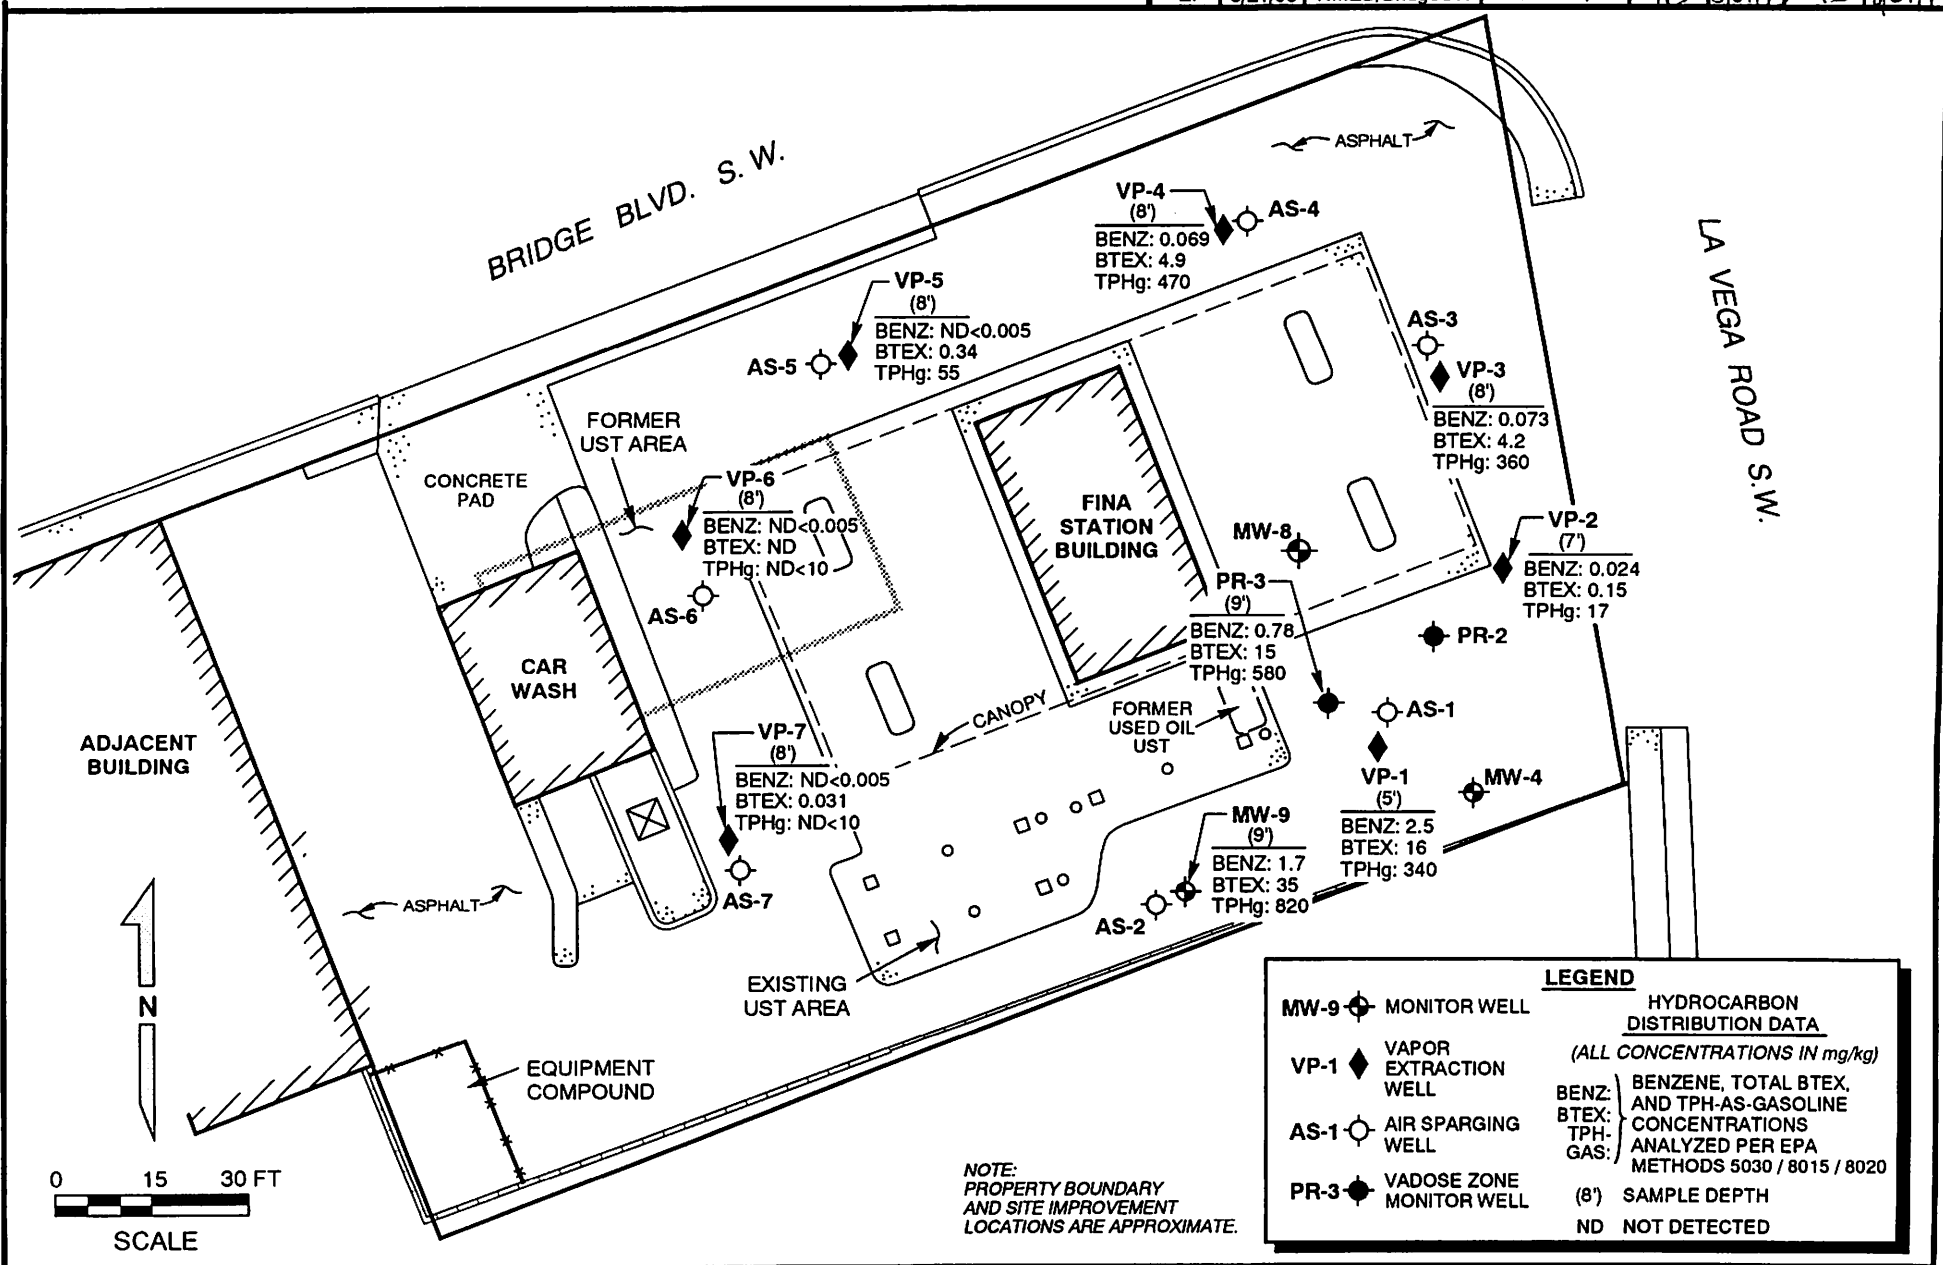 BRIDGE BLVD. S.W.
LA VEGA ROAD S.W.
ASPHALT
VP-4
(8')
BENZ: 0.069
BTEX: 4.9
TPHg: 470
AS-4
VP-5
(8')
BENZ: ND<0.005
BTEX: 0.34
TPHg: 55
AS-5
AS-3
VP-3
(8')
BENZ: 0.073
BTEX: 4.2
TPHg: 360
FORMER
UST AREA
CONCRETE
PAD
VP-6
(8')
BENZ: ND<0.005
BTEX: ND
TPHg: ND<10
AS-6
FINA
STATION
BUILDING
MW-8
VP-2
(7')
BENZ: 0.024
BTEX: 0.15
TPHg: 17
PR-3
(9')
BENZ: 0.78
BTEX: 15
TPHg: 580
PR-2
CAR
WASH
ADJACENT
BUILDING
CANOPY
FORMER
USED OIL
UST
AS-1
VP-1
(5')
BENZ: 2.5
BTEX: 16
TPHg: 340
MW-4
VP-7
(8')
BENZ: ND<0.005
BTEX: 0.031
TPHg: ND<10
AS-7
MW-9
(9')
BENZ: 1.7
BTEX: 35
TPHg: 820
AS-2
ASPHALT
EXISTING
UST AREA
N
EQUIPMENT
COMPOUND
0 15 30 FT
SCALE
NOTE:
PROPERTY BOUNDARY
AND SITE IMPROVEMENT
LOCATIONS ARE APPROXIMATE.
LEGEND
MW-9 MONITOR WELL
VP-1 VAPOR
EXTRACTION
WELL
AS-1 AIR SPARGING
WELL
PR-3 VADOSE ZONE
MONITOR WELL
HYDROCARBON
DISTRIBUTION DATA
(ALL CONCENTRATIONS IN mg/kg)
BENZ:
BTEX:
TPH-
GAS:
BENZENE, TOTAL BTEX,
AND TPH-AS-GASOLINE
CONCENTRATIONS
ANALYZED PER EPA
METHODS 5030 / 8015 / 8020
(8') SAMPLE DEPTH
ND NOT DETECTED